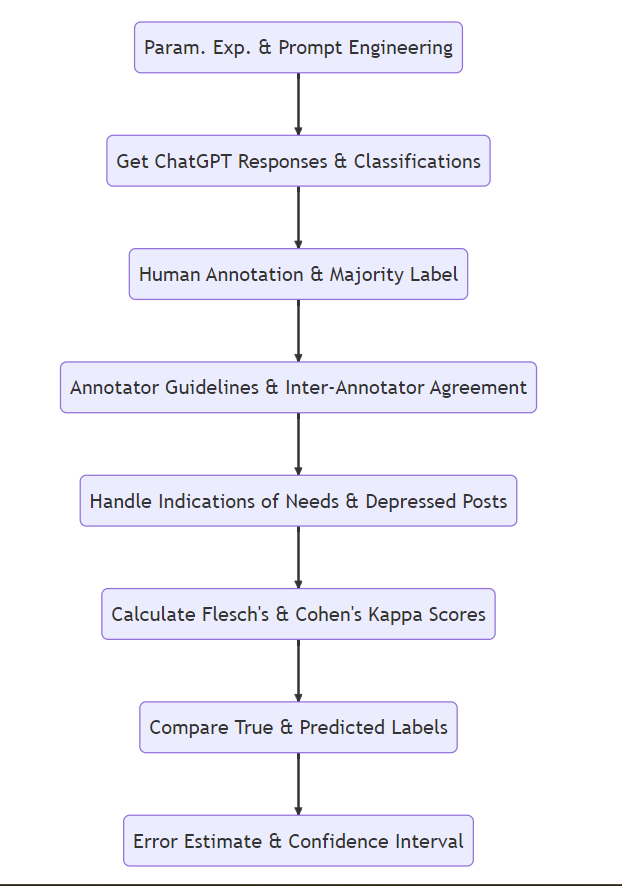 Param. Exp. & Prompt Engineering
Get ChatGPT Responses & Classifications
Human Annotation & Majority Label
Annotator Guidelines & Inter-Annotator Agreement
Handle Indications of Needs & Depressed Posts
Calculate Flesch's & Cohen's Kappa Scores
Compare True & Predicted Labels
Error Estimate & Confidence Interval